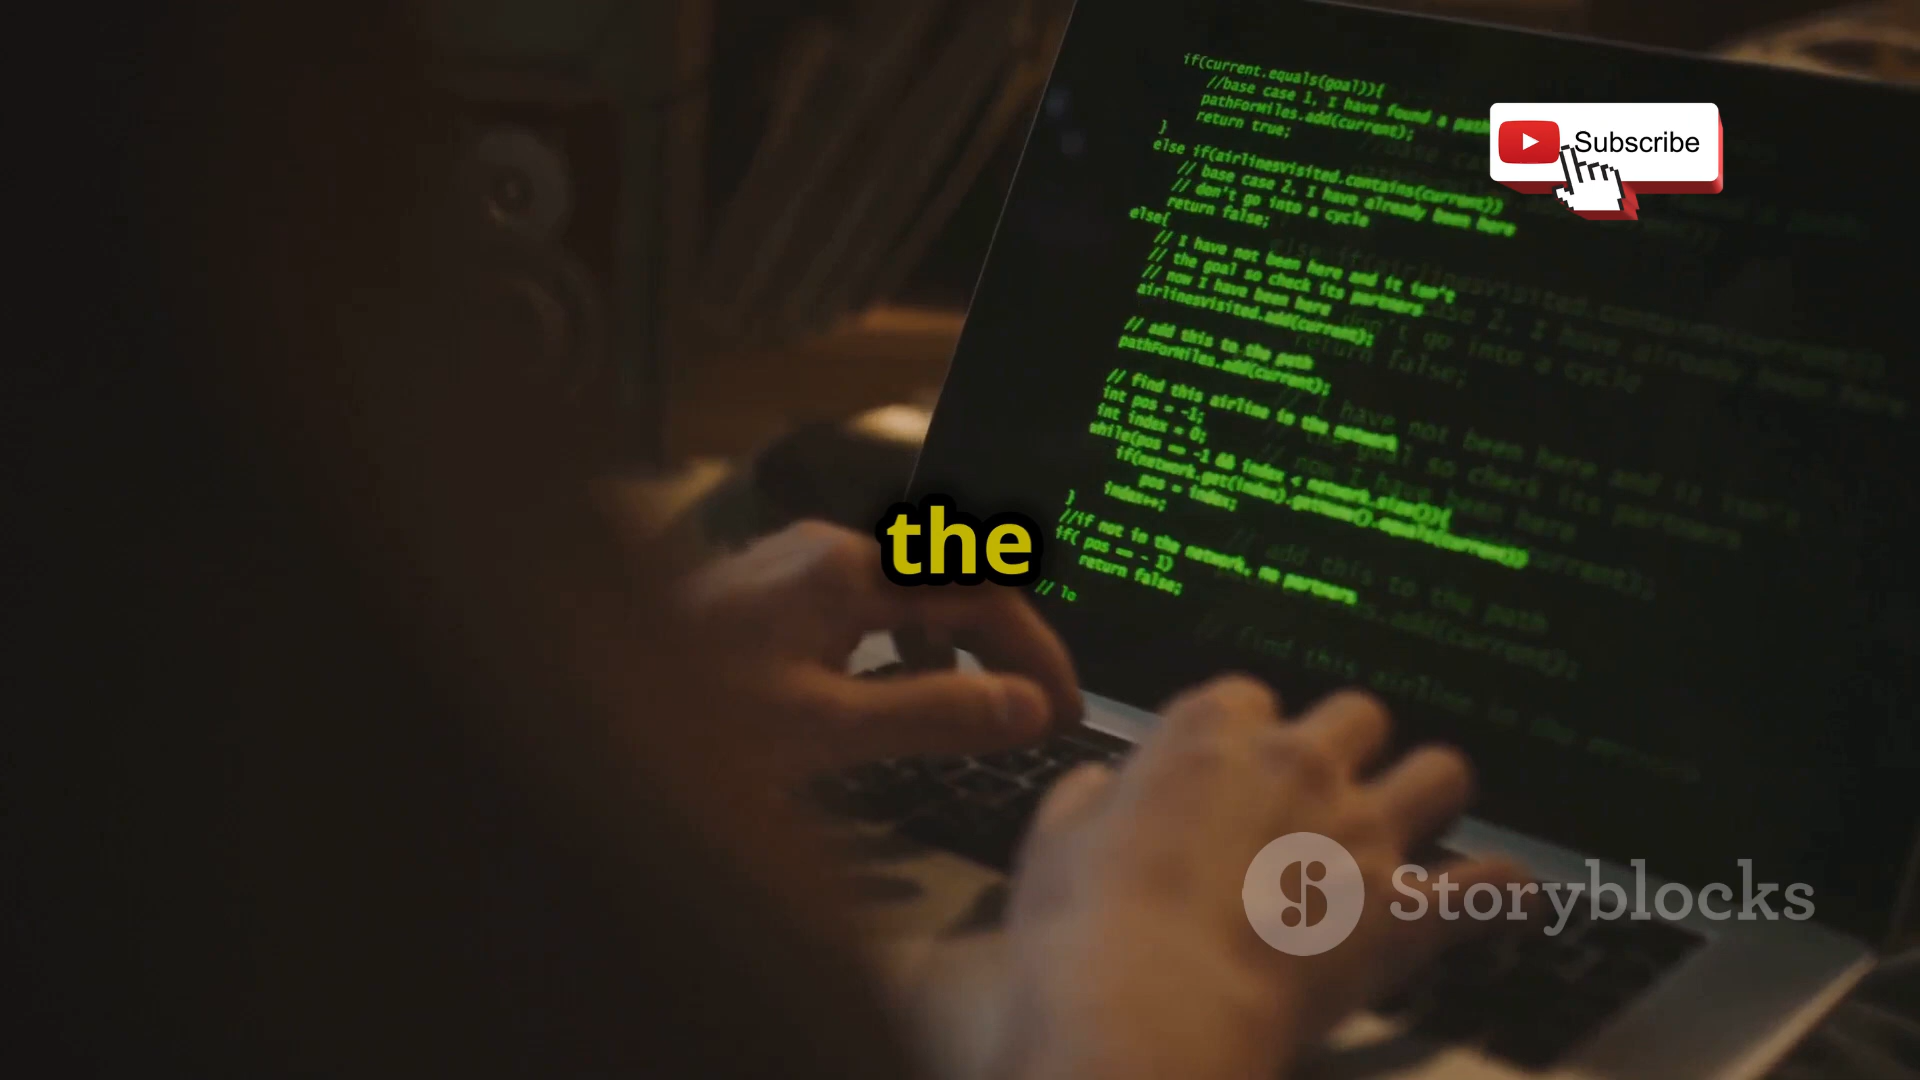 if(current.equals(goal)){
//base case 1, I have found a path
pathForMiles.add(current);
return true;
}
else if(airlinesVisited.contains(current))
// base case 2, I have already been here
// don't go into a cycle
return false;
else{
// I have not been here and it isn't
// the goal so check its partners
// now I have been here
airlinesVisited.add(current);
// add this to the path
pathForMiles.add(current);
// find this airline in the network
int pos = -1;
int index = 0;
while(pos == -1 && index < network.size()){
if(network.get(index).getName().equals(current))
pos = index;
index++;
}
//if not in the network, no partners
if( pos == - 1)
return false;
// lo
Subscribe
the
Storyblocks